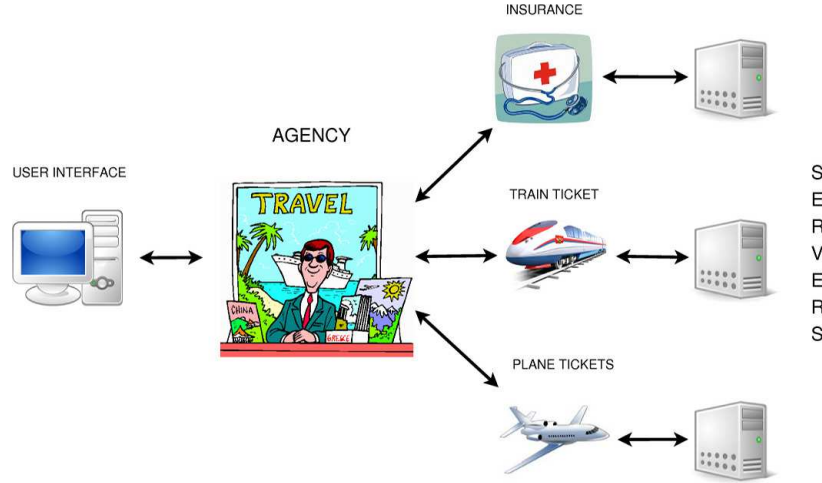 INSURANCE
AGENCY
USER INTERFACE
TRAVEL
CHINA
GREECE
TRAIN TICKET
PLANE TICKETS
S
E
R
V
E
R
S